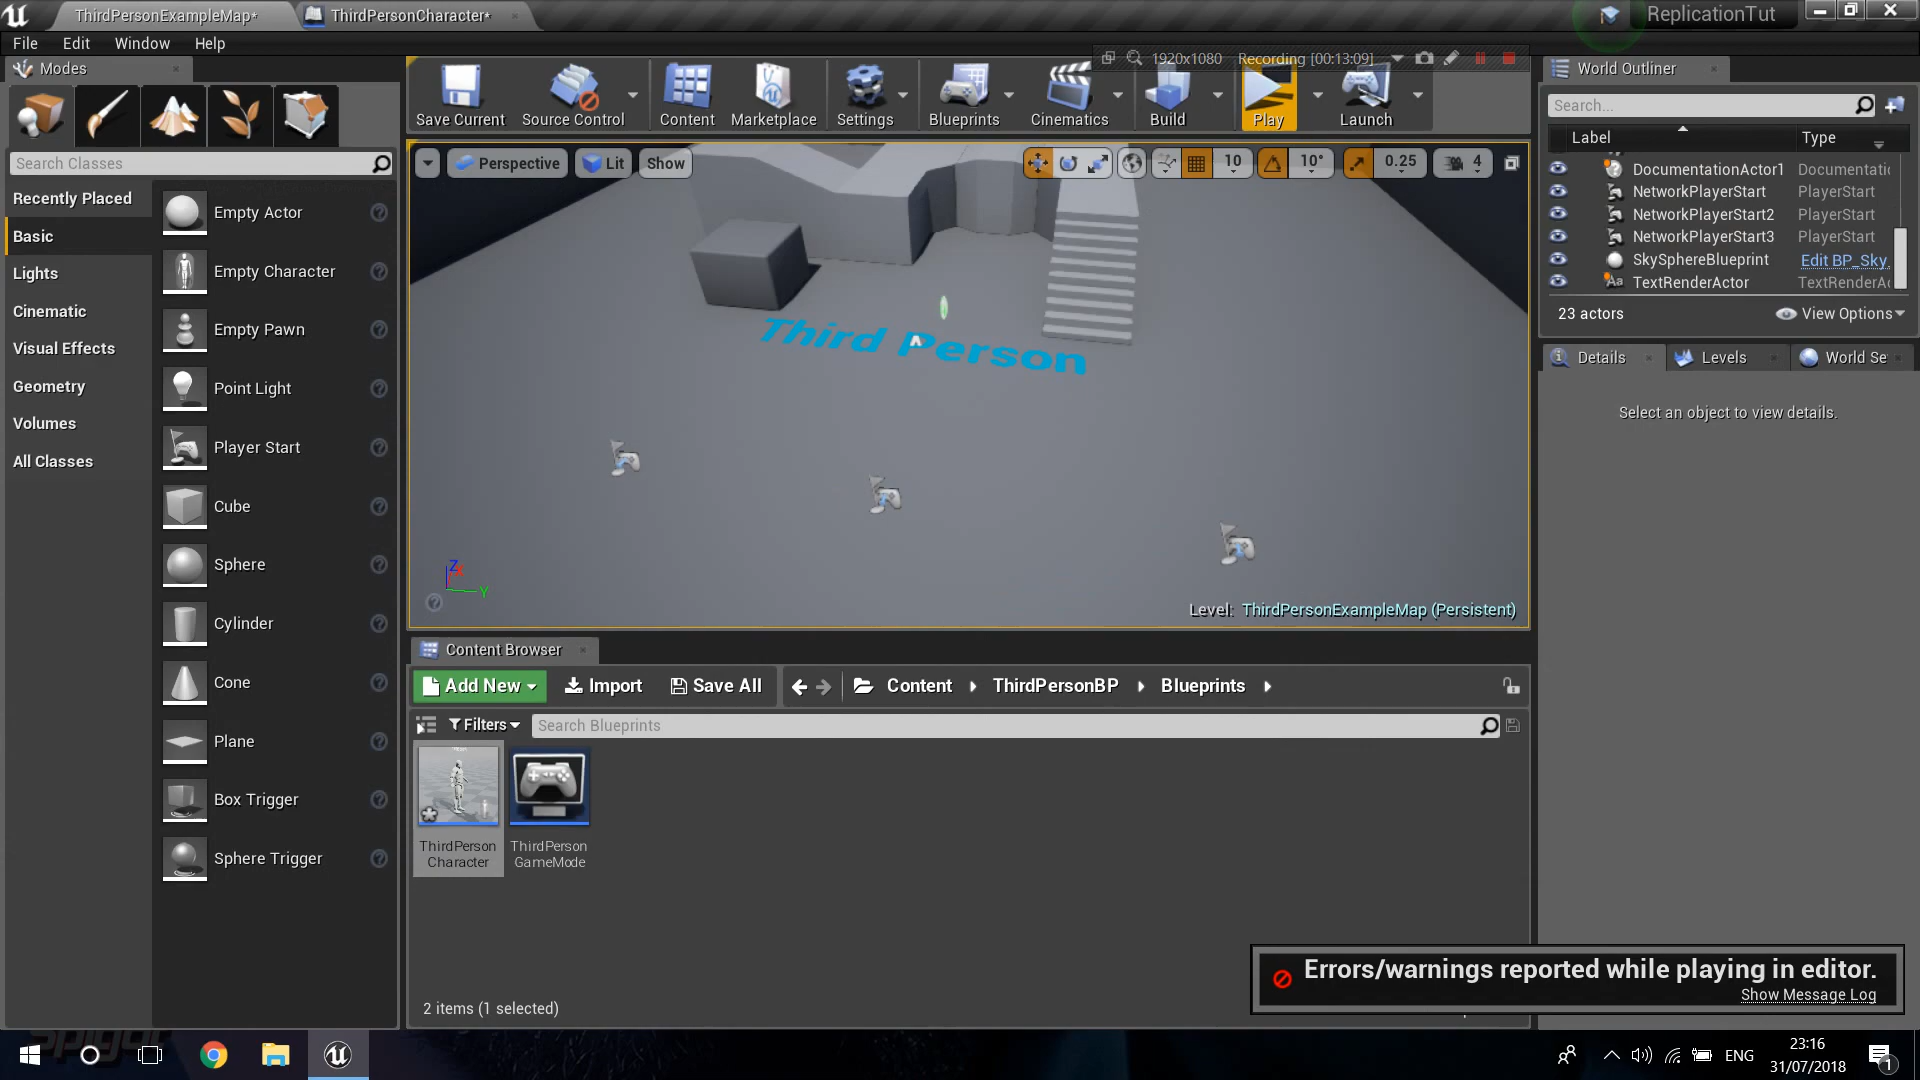 ThirdPersonExampleMap*
ThirdPersonCharacter*
ReplicationTut
File Edit Window Help
1920x1080 Recording [00:13:09]
Modes
Search Classes
Recently Placed
Basic
Lights
Cinematic
Visual Effects
Geometry
Volumes
All Classes
Empty Actor
Empty Character
Empty Pawn
Point Light
Player Start
Cube
Sphere
Cylinder
Cone
Plane
Box Trigger
Sphere Trigger
Save Current
Source Control
Content
Marketplace
Settings
Blueprints
Cinematics
Build
Play
Launch
Perspective Lit Show
10 10° 0.25 4
Third Person
Z X Y
Level: ThirdPersonExampleMap (Persistent)
Content Browser
Add New Import Save All Content ThirdPersonBP Blueprints
Filters Search Blueprints
ThirdPerson
Character
ThirdPerson
GameMode
2 items (1 selected)
World Outliner
Search...
Label Type
DocumentationActor1 Documentatic
NetworkPlayerStart PlayerStart
NetworkPlayerStart2 PlayerStart
NetworkPlayerStart3 PlayerStart
SkySphereBlueprint Edit BP_Sky
TextRenderActor TextRenderAc
23 actors View Options
Details Levels World Se
Select an object to view details.
Errors/warnings reported while playing in editor.
Show Message Log
ENG
23:16
31/07/2018
1